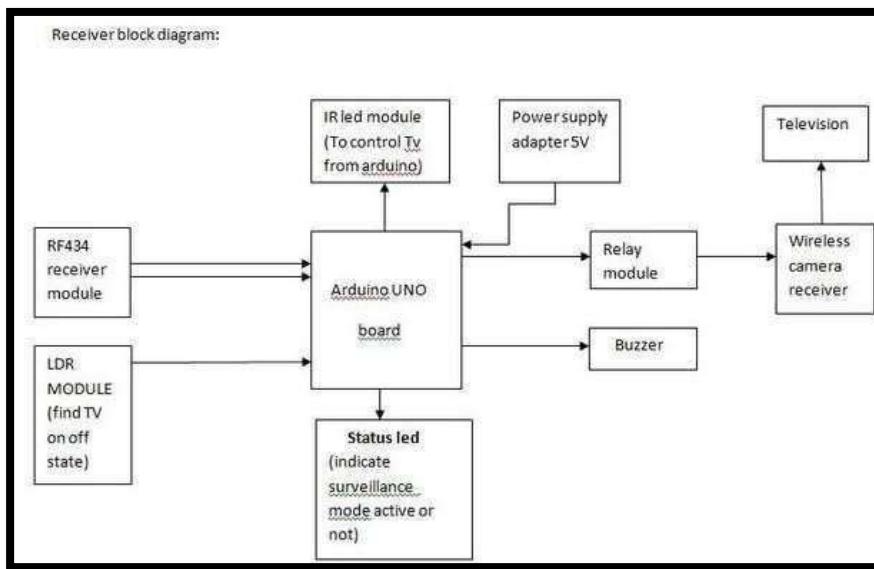 Receiver block diagram:
IR led module
(To control Tv
from arduino)
Power supply
adapter 5V
Television
RF434
receiver
module
Arduino UNO
board
Relay
module
Wireless
camera
receiver
LDR
MODULE
(find TV
on off
state)
Buzzer
Status led
(indicate
surveillance
mode active or
not)